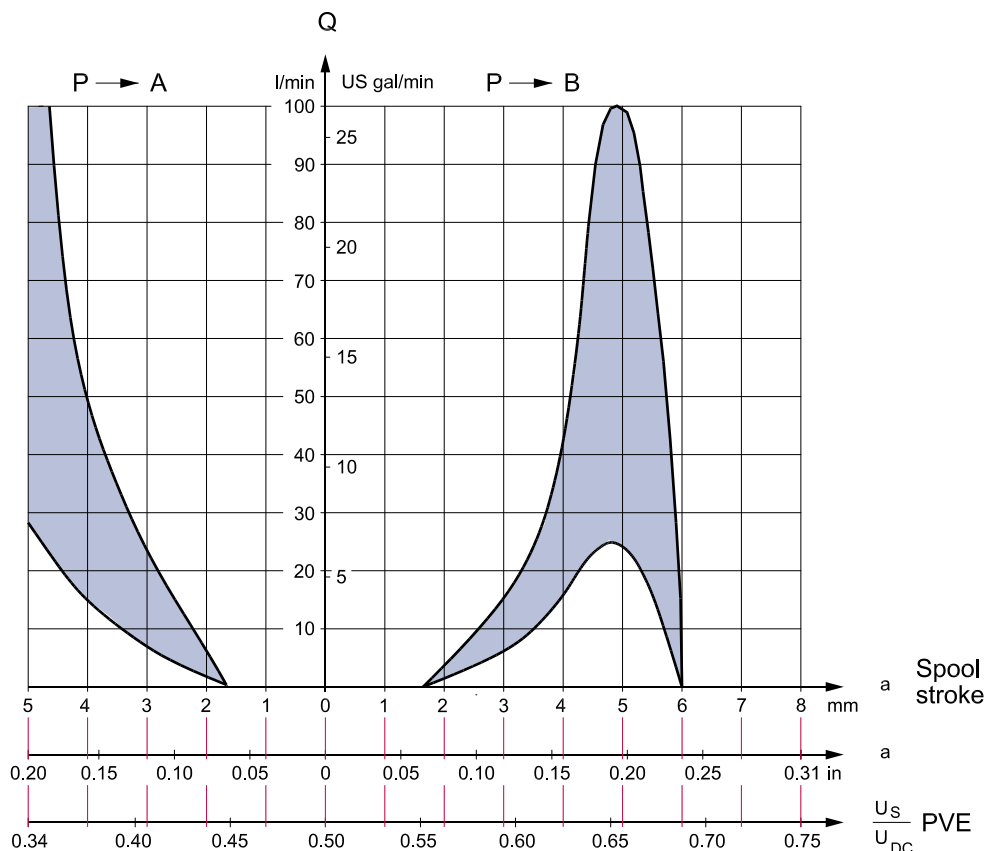 Q
P → A
l/min
US gal/min
P → B
100
90
80
70
60
50
40
30
20
10
25
20
15
10
5
5 4 3 2 1 0 1 2 3 4 5 6 7 8 mm
a
Spool
stroke
0.20 0.15 0.10 0.05 0 0.05 0.10 0.15 0.20 0.25 0.31 in
a
0.34 0.40 0.45 0.50 0.55 0.60 0.65 0.70 0.75
US
UDC
PVE